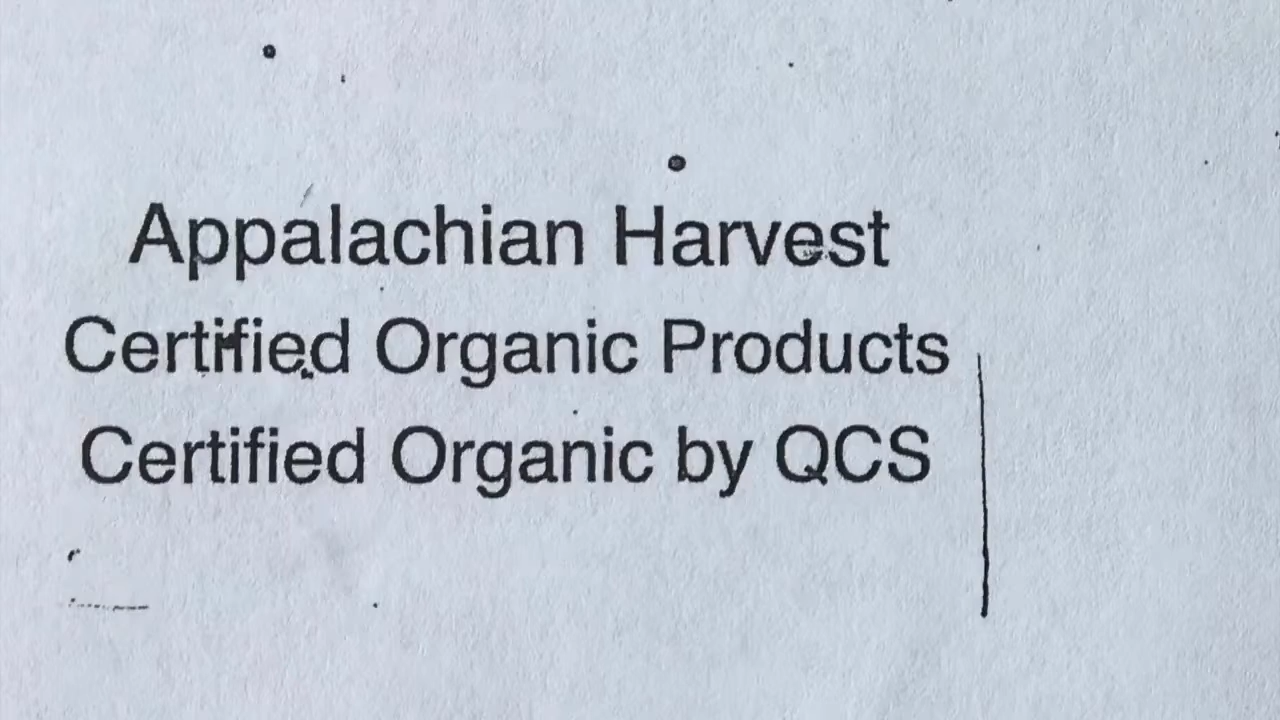 Appalachian Harvest
Certified Organic Products
Certified Organic by QCS